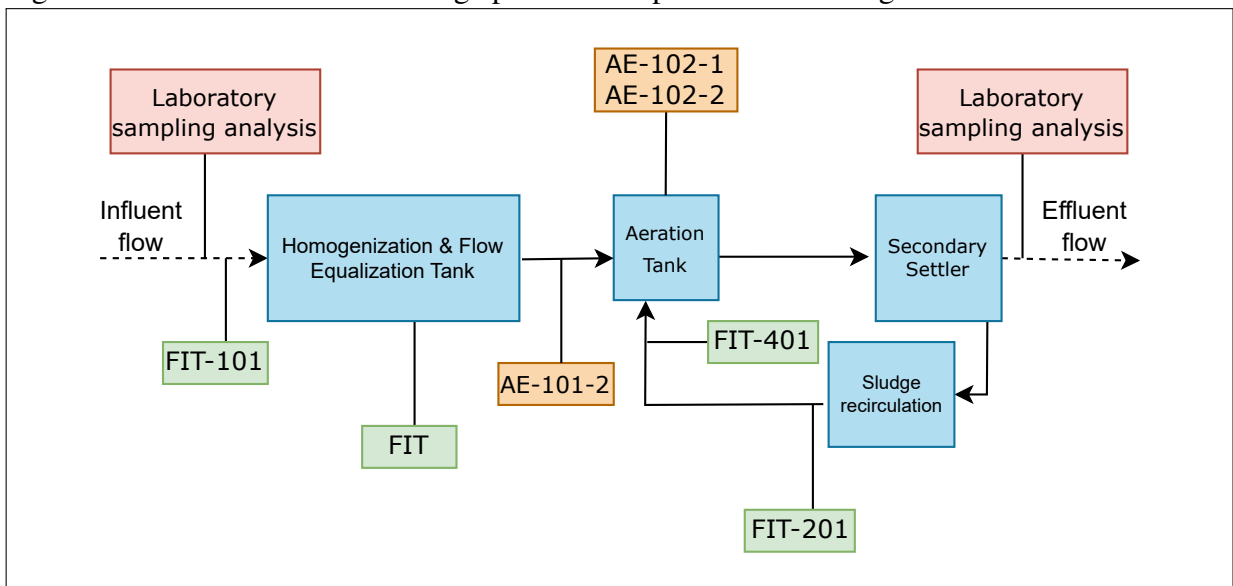 AE-102-1
AE-102-2
Laboratory
sampling analysis
Laboratory
sampling analysis
Influent
flow
Homogenization & Flow
Equalization Tank
Aeration
Tank
Secondary
Settler
Effluent
flow
FIT-101
FIT-401
AE-101-2
Sludge
recirculation
FIT
FIT-201